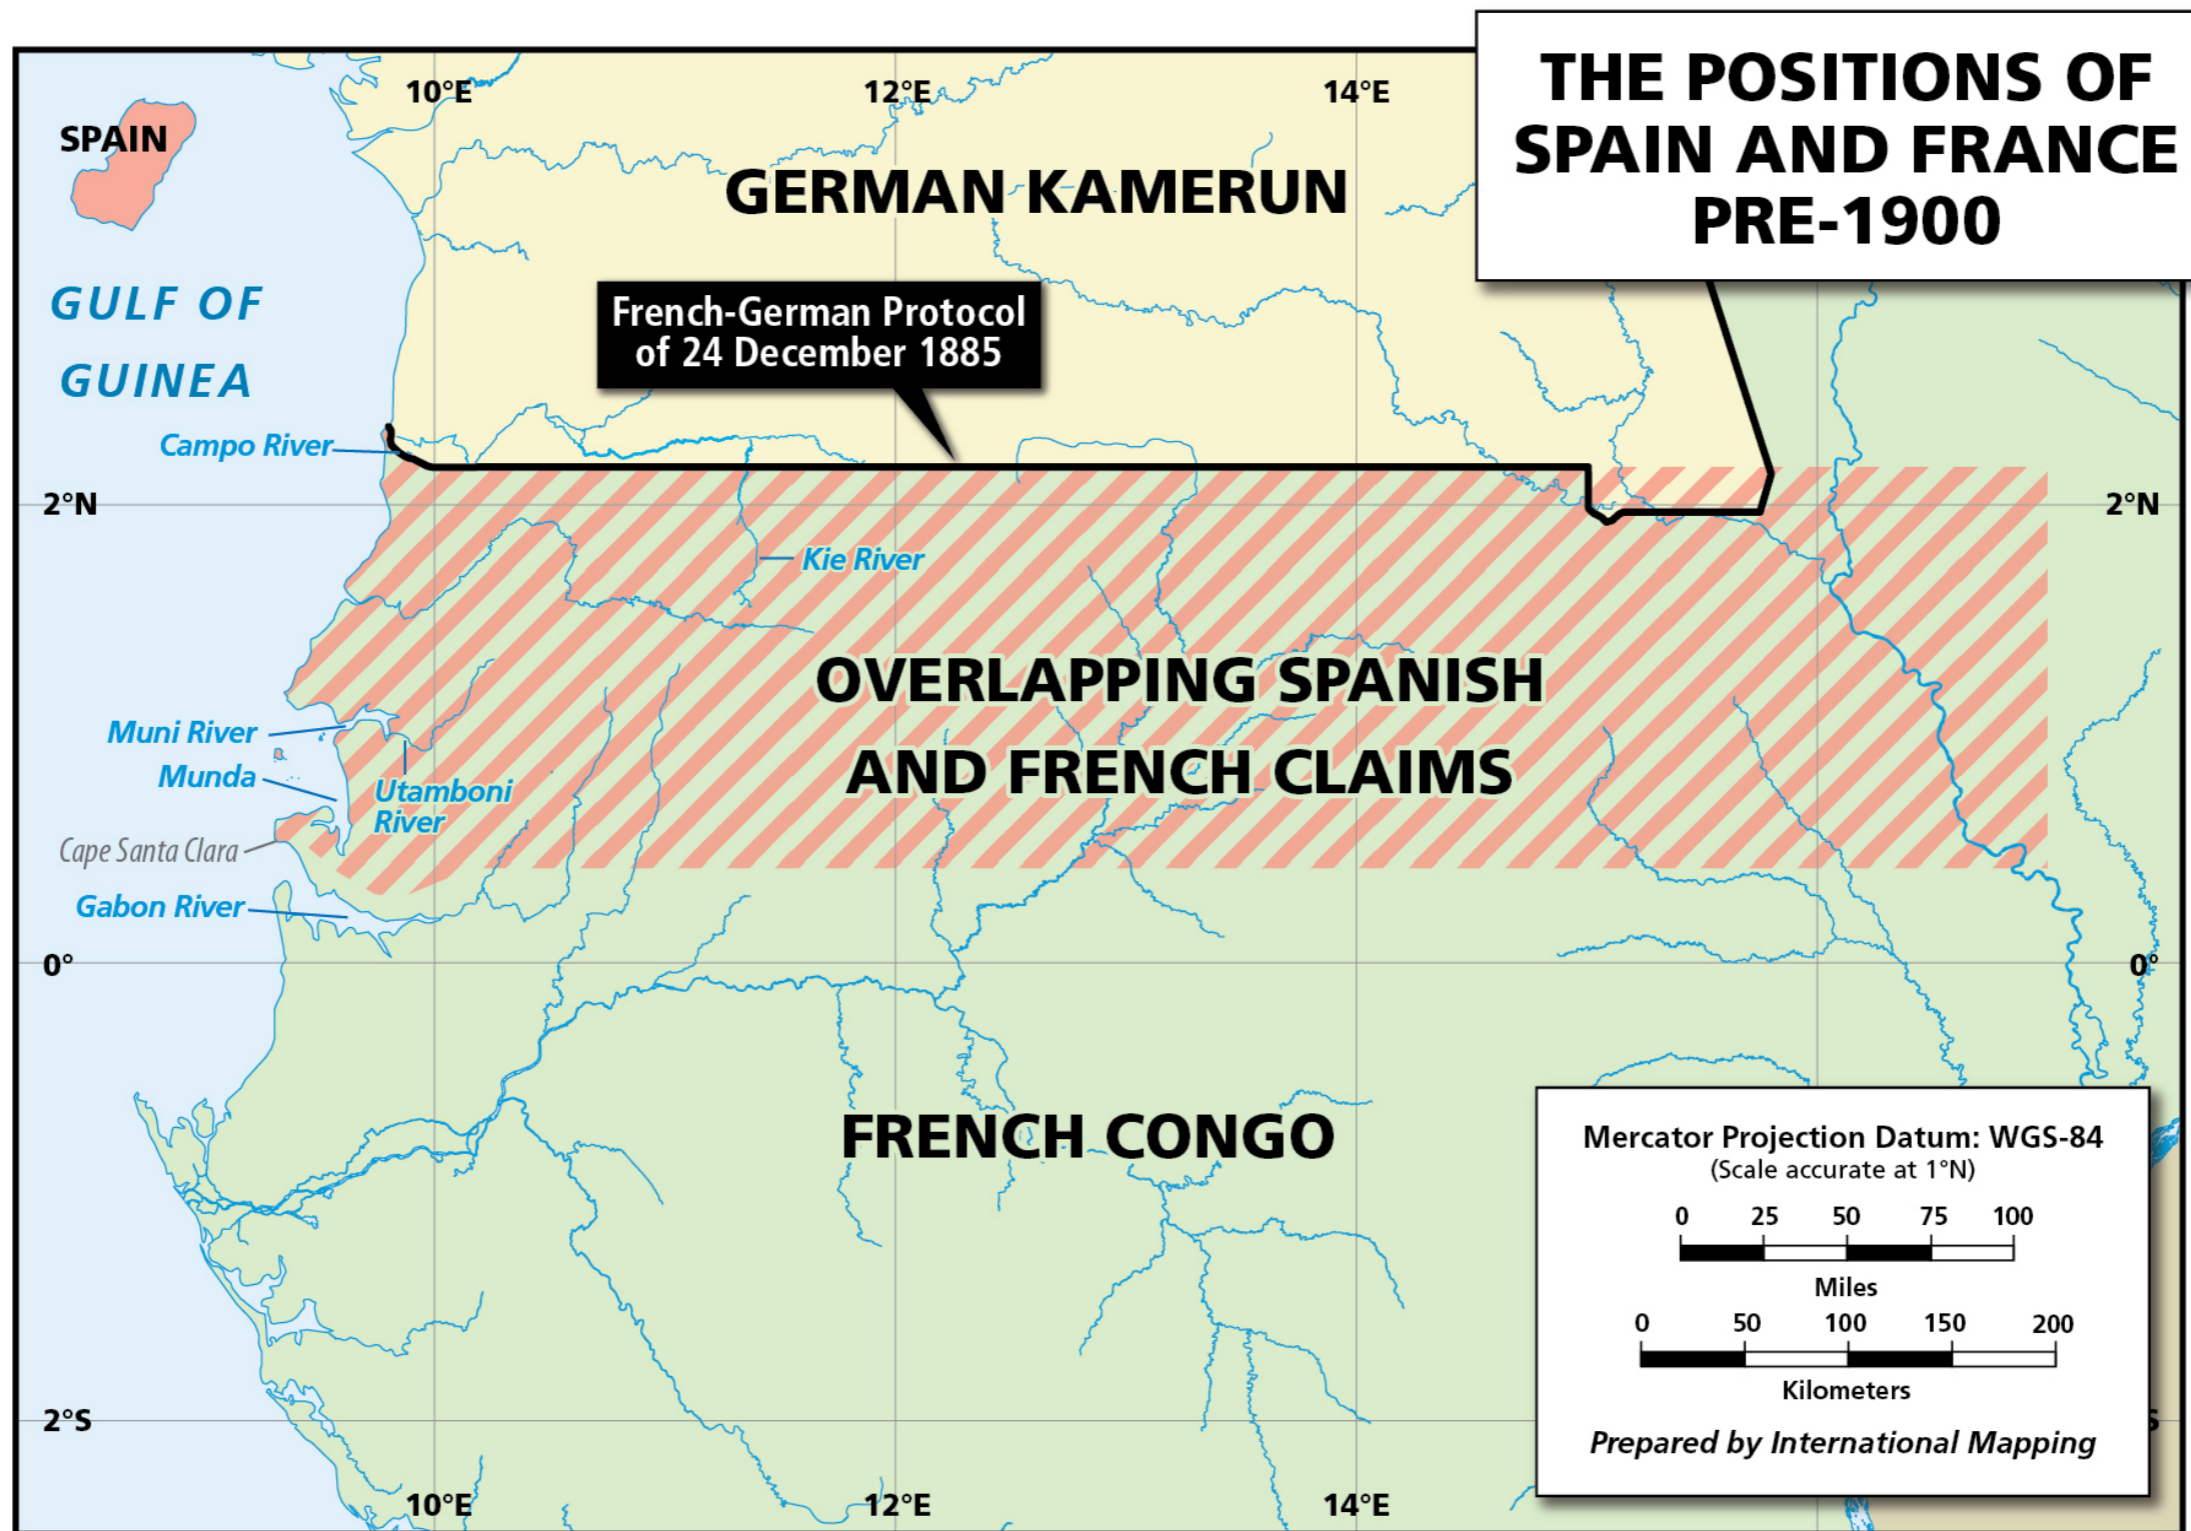 THE POSITIONS OF
SPAIN AND FRANCE
PRE-1900
10°E
12°E
14°E
SPAIN
GERMAN KAMERUN
GULF OF
GUINEA
French-German Protocol
of 24 December 1885
Campo River
2°N
2°N
Kie River
OVERLAPPING SPANISH
AND FRENCH CLAIMS
Muni River
Munda
Utamboni
River
Cape Santa Clara
Gabon River
0°
0°
FRENCH CONGO
Mercator Projection Datum: WGS-84
(Scale accurate at 1°N)
0 25 50 75 100
Miles
0 50 100 150 200
Kilometers
Prepared by International Mapping
2°S
S
10°E
12°E
14°E